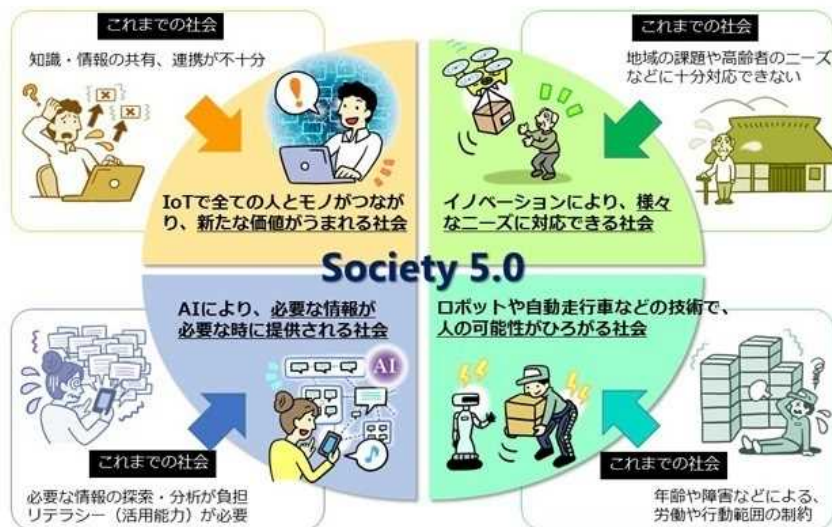 これまでの社会
知識・情報の共有、連携が不十分
IoTで全ての人とモノがつなが
り、新たな価値がうまれる社会
これまでの社会
地域の課題や高齢者のニーズ
などに十分対応できない
イノベーションにより、様々
なニーズに対応できる社会
Society 5.0
AIにより、必要な情報が
必要な時に提供される社会
AI
これまでの社会
必要な情報の探索・分析が負担
リテラシー（活用能力）が必要
ロボットや自動走行車などの技術で、
人の可能性がひろがる社会
これまでの社会
年齢や障害などによる、
労働や行動範囲の制約